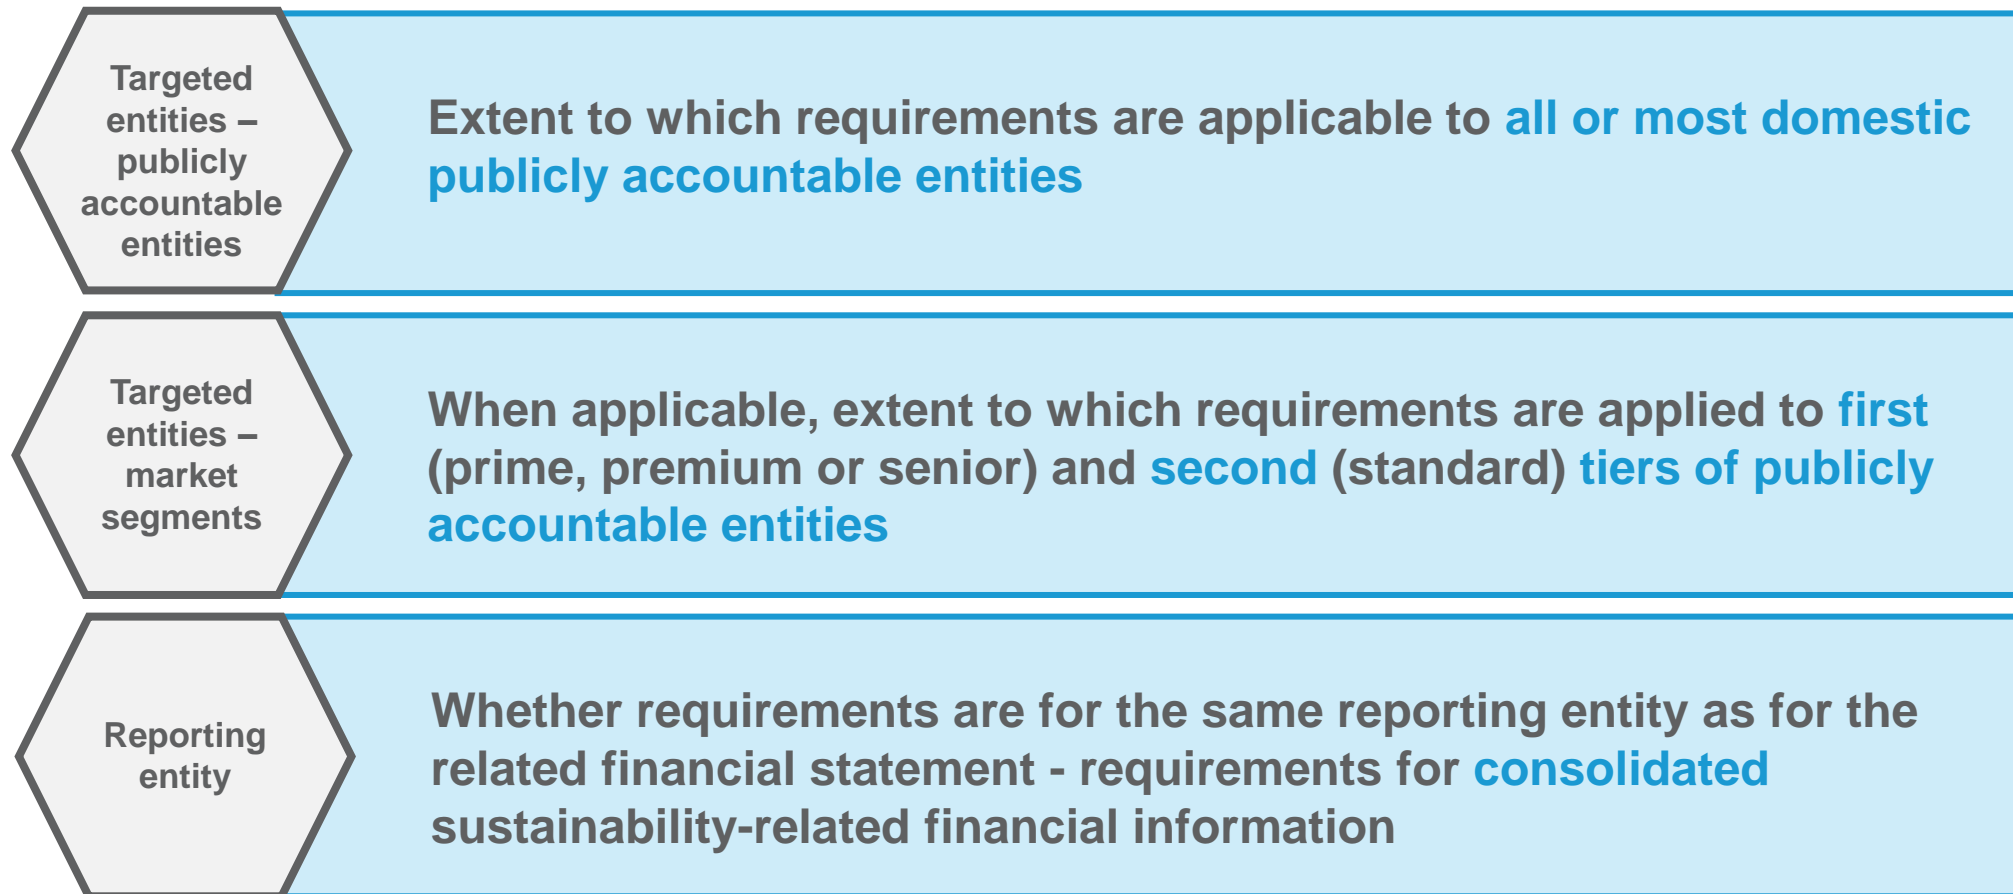 Targeted
entities –
publicly
accountable
entities
Extent to which requirements are applicable to all or most domestic
publicly accountable entities
Targeted
entities –
market
segments
When applicable, extent to which requirements are applied to first
(prime, premium or senior) and second (standard) tiers of publicly
accountable entities
Reporting
entity
Whether requirements are for the same reporting entity as for the
related financial statement - requirements for consolidated
sustainability-related financial information